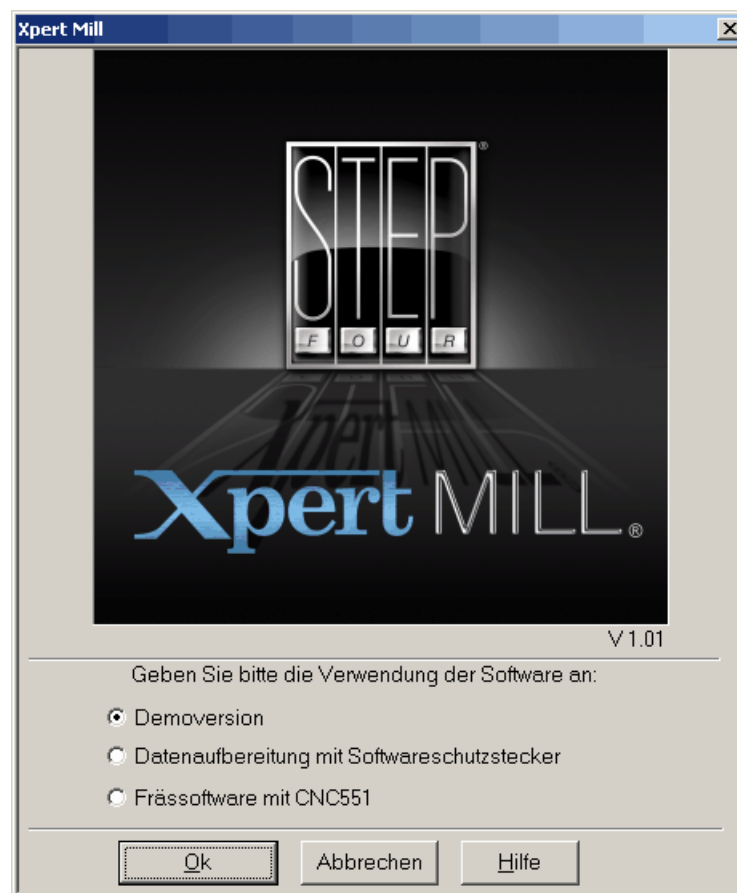 Xpert Mill
STEP®
FOUR
Xpert MILL®
V 1.01
Geben Sie bitte die Verwendung der Software an:
Demoversion
Datenaufbereitung mit Softwareschutzstecker
Frässoftware mit CNC551
Ok
Abbrechen
Hilfe